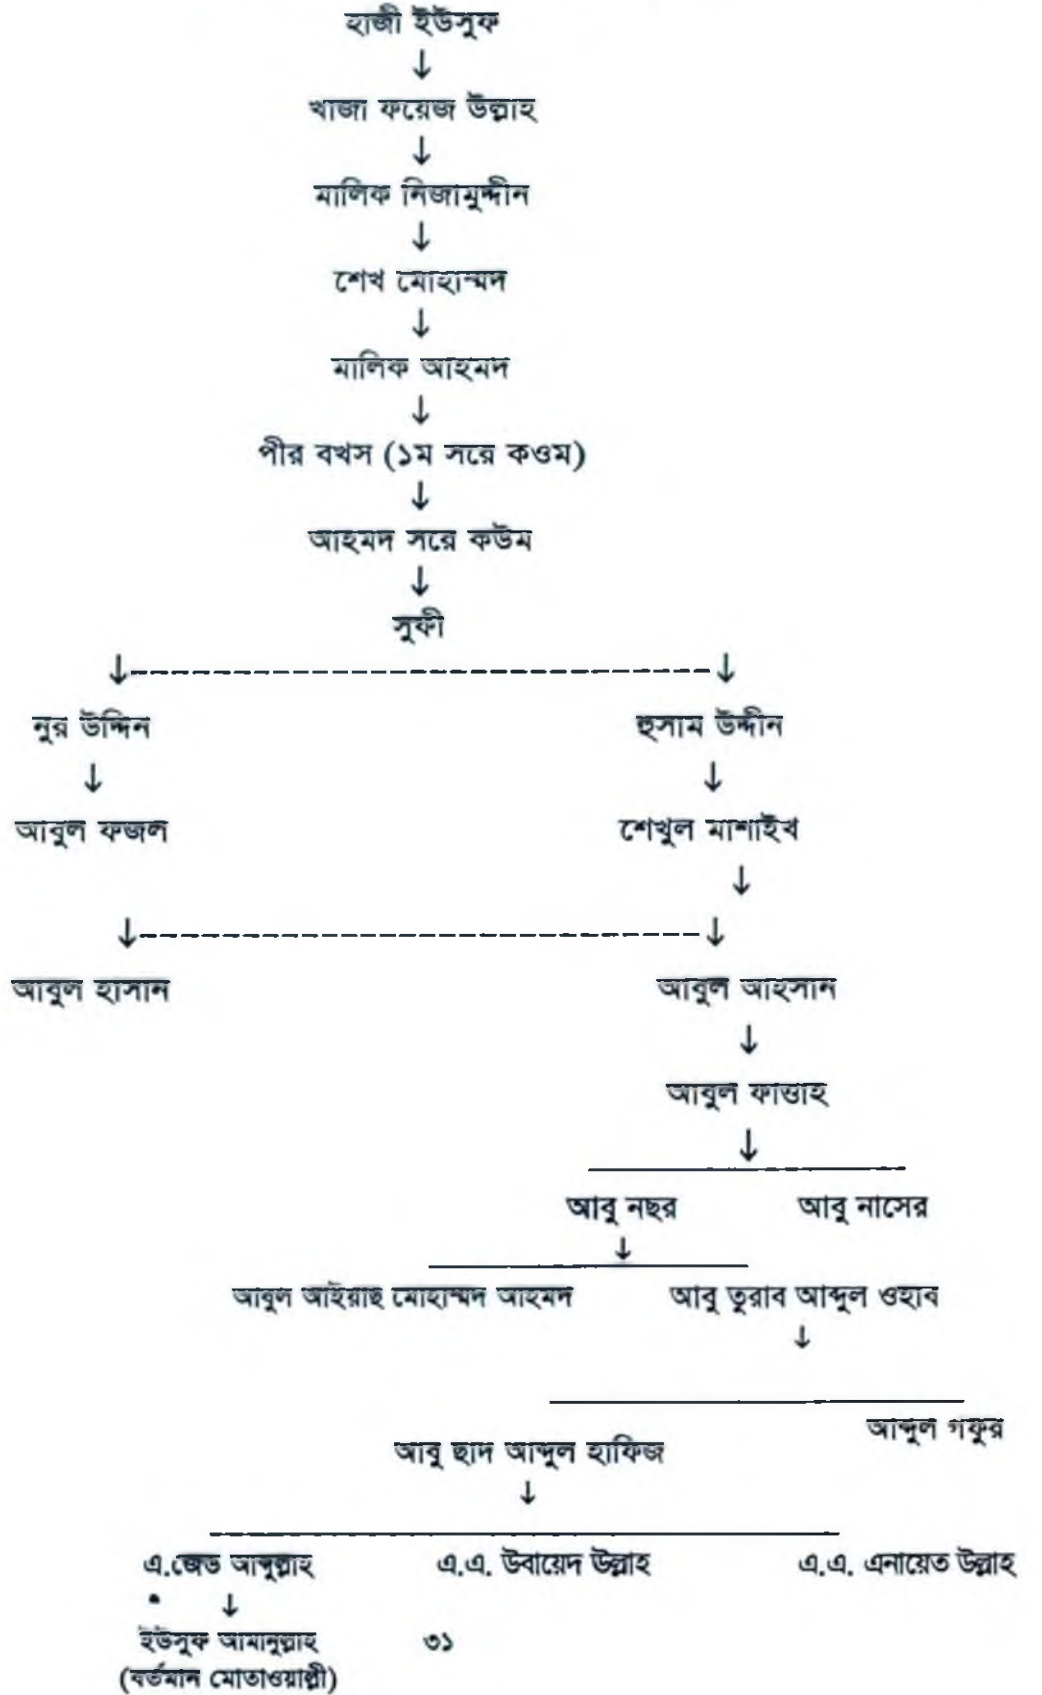 হাজী ইউসুফ
↓
খাজা ফয়েজ উল্লাহ
↓
মালিক নিজামুদ্দীন
↓
শেখ মোহাম্মদ
↓
মালিক আহমদ
↓
পীর বখস (১ম সরে কওম)
↓
আহমদ সরে কউম
↓
সুফী
↓ ↓
নুর উদ্দিন হুসাম উদ্দীন
↓ ↓
আবুল ফজল শেখুল মাশাইখ
↓
↓ ↓
আবুল হাসান আবুল আহসান
↓
আবুল ফাত্তাহ
↓
আবু নছর আবু নাসের
↓
আবুল আইয়াছ মোহাম্মদ আহমদ আবু তুরাব আব্দুল ওহাব
↓
আব্দুল গফুর
আবু ছাদ আব্দুল হাফিজ
↓
এ.জেড আব্দুল্লাহ এ.এ. উবায়েদ উল্লাহ এ.এ. এনায়েত উল্লাহ
↓
ইউসুফ আমানুল্লাহ ৩১
(বর্তমান মোতাওয়াল্লী)